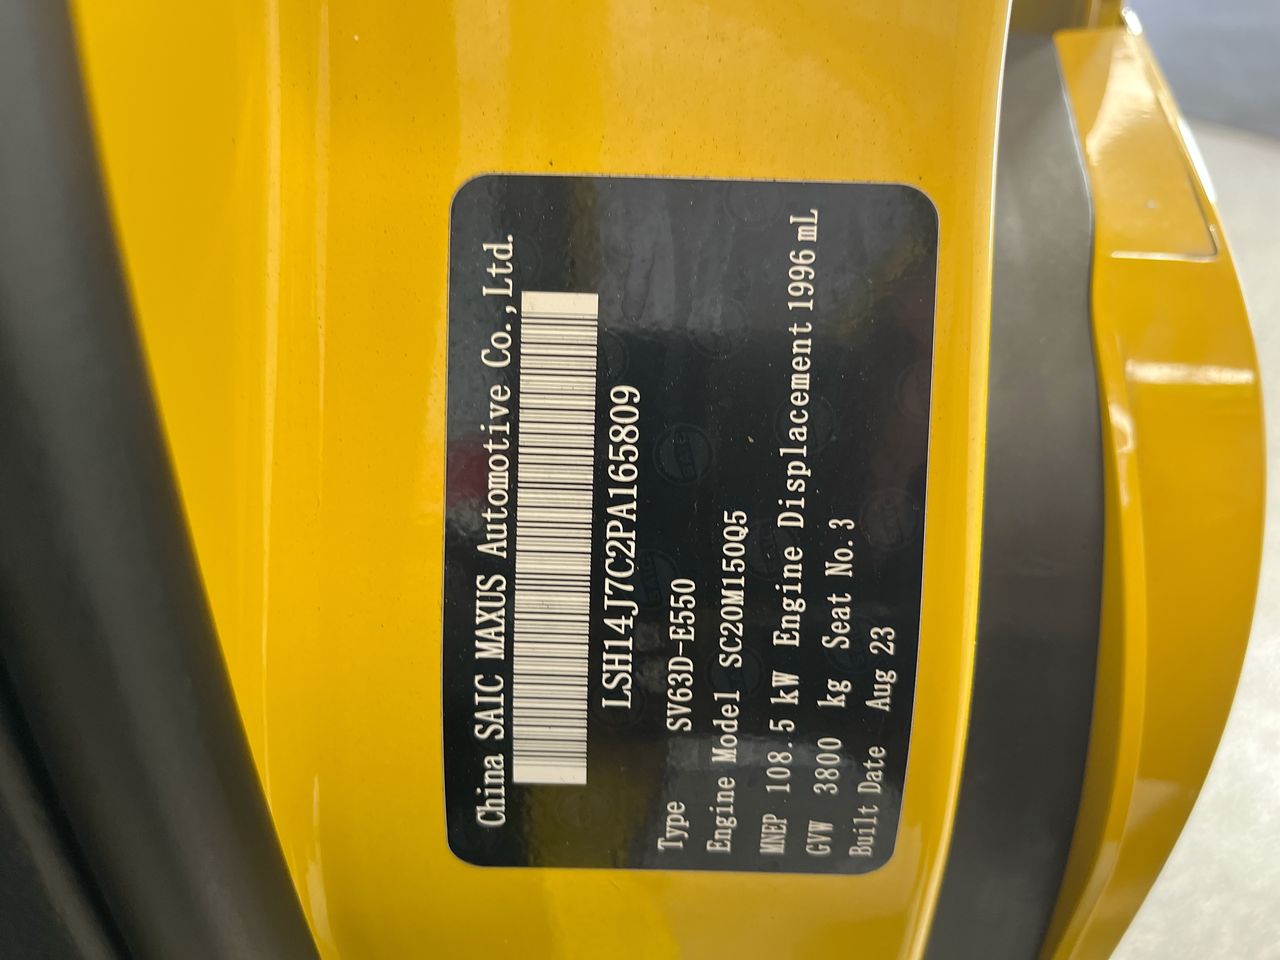 China SAIC MAXUS Automotive Co.,Ltd.
LSH14J7C2PA165809
Type SV63D-E550
Engine Model SC20M150Q5
MNEP 108.5 kW Engine Displacement 1996 mL
GVW 3800 kg Seat No.3
Built Date Aug 23